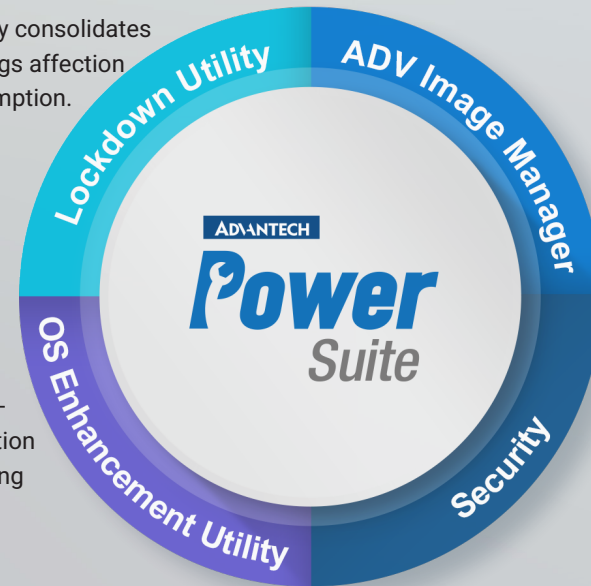 y consolidates
gs affection
mption.
Lockdown Utility
ADV Image Manager
ADVANTECH
Power
Suite
OS Enhancement Utility
Security
-
tion
ng